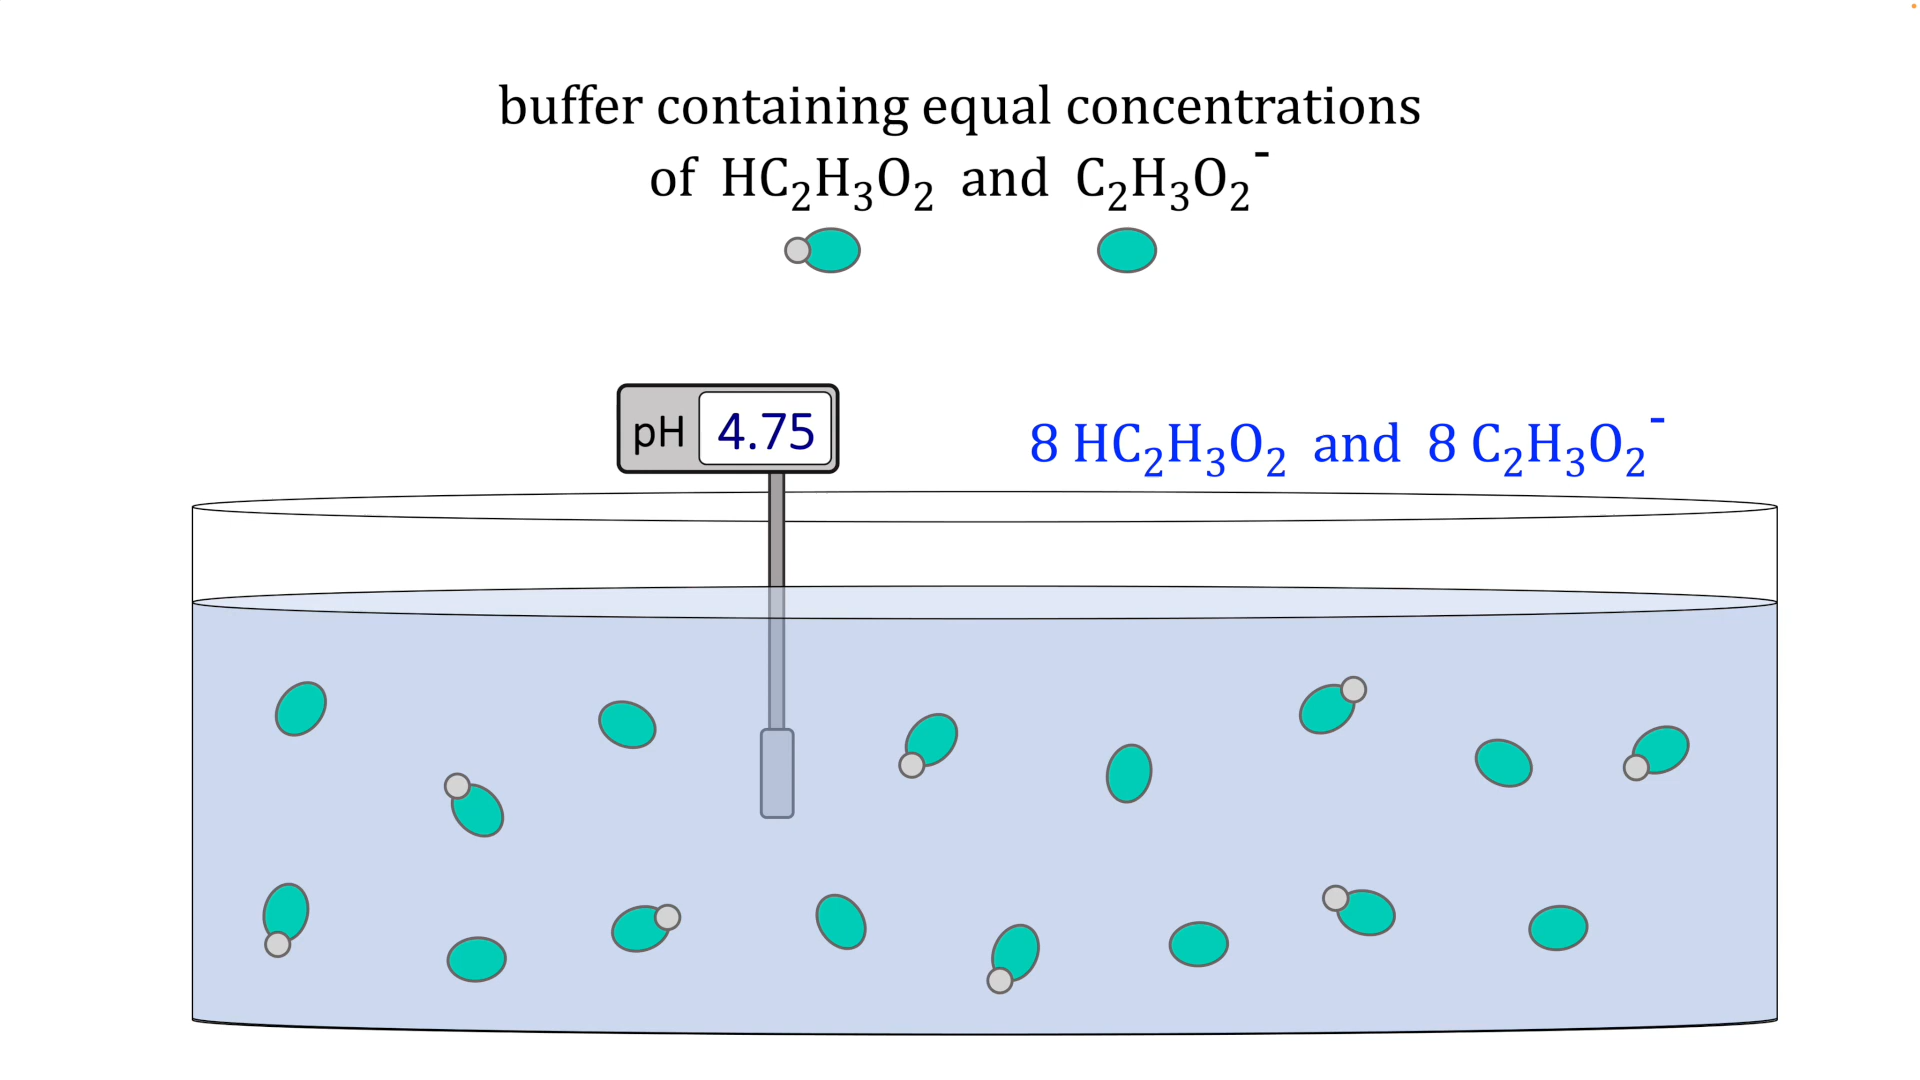 buffer containing equal concentrations
of HC₂H₃O₂ and C₂H₃O₂⁻
pH 4.75
8 HC₂H₃O₂ and 8 C₂H₃O₂⁻